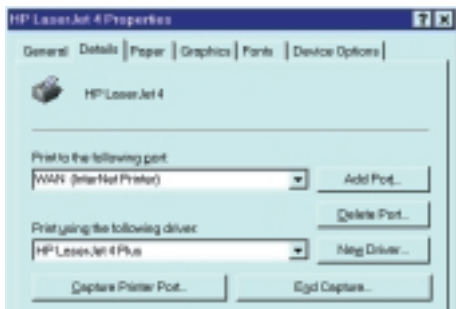 HP LaserJet 4 Properties
General Details Paper Graphics Fonts Device Options
HP LaserJet 4
Print to the following port:
WAN: (InterNet Printer)
Add Port...
Delete Port...
Print using the following driver:
HP LaserJet 4 Plus
New Driver...
Capture Printer Port...
End Capture...